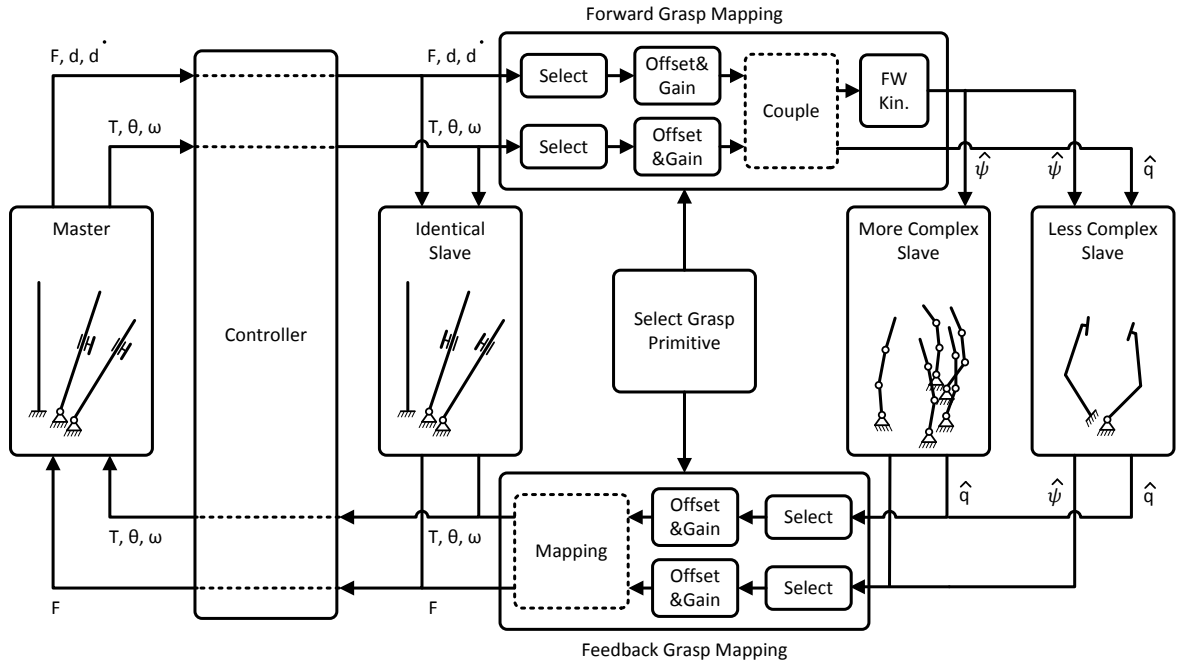 Forward Grasp Mapping
F, d, ḋ
F, d, ḋ
Select
Offset&
Gain
Couple
FW
Kin.
T, θ, ω
T, θ, ω
Select
Offset
&Gain
ψ̂
ψ̂
q̂
Master
Identical
Slave
More Complex
Slave
Less Complex
Slave
Controller
Select Grasp
Primitive
q̂
ψ̂
q̂
Offset
&Gain
Select
T, θ, ω
T, θ, ω
Mapping
Offset
&Gain
Select
F
F
Feedback Grasp Mapping